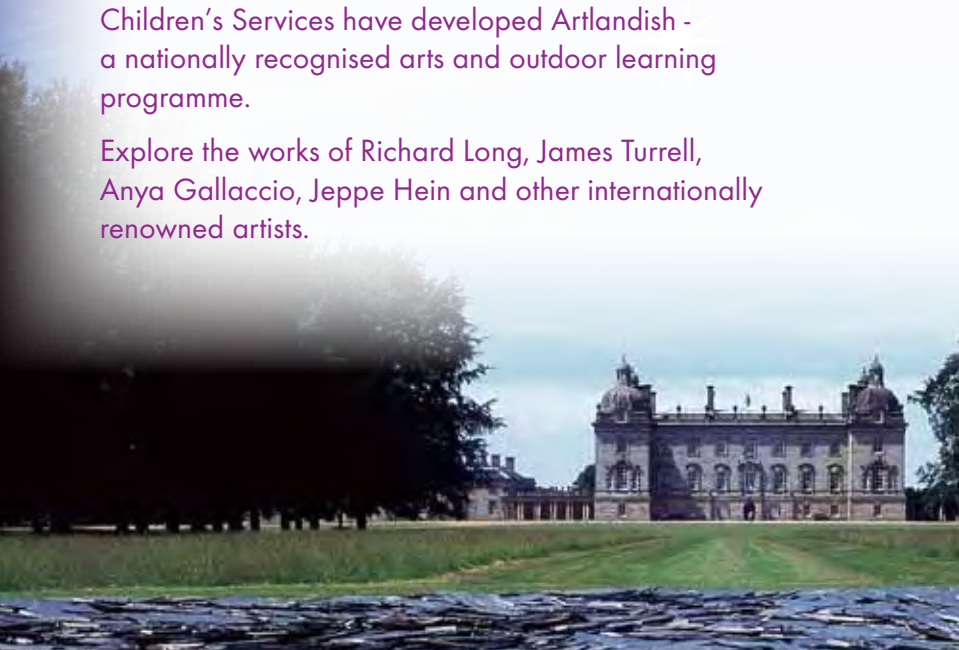 Children's Services have developed Artlandish -
a nationally recognised arts and outdoor learning
programme.
Explore the works of Richard Long, James Turrell,
Anya Gallaccio, Jeppe Hein and other internationally
renowned artists.